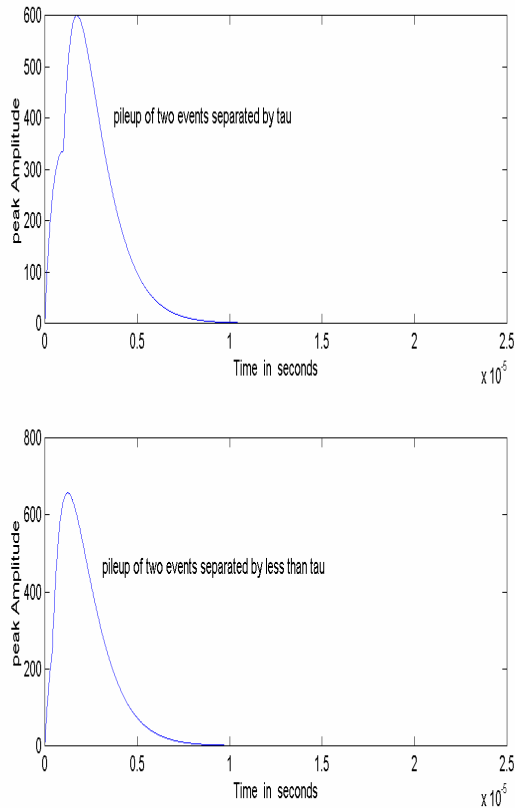 600
500
400
300
200
100
0
peak Amplitude
pileup of two events separated by tau
0 0.5 1 1.5 2 2.5
Time in seconds
x 10^-5
800
600
400
200
0
peak Amplitude
pileup of two events separated by less than tau
0 0.5 1 1.5 2 2.5
Time in seconds
x 10^-5